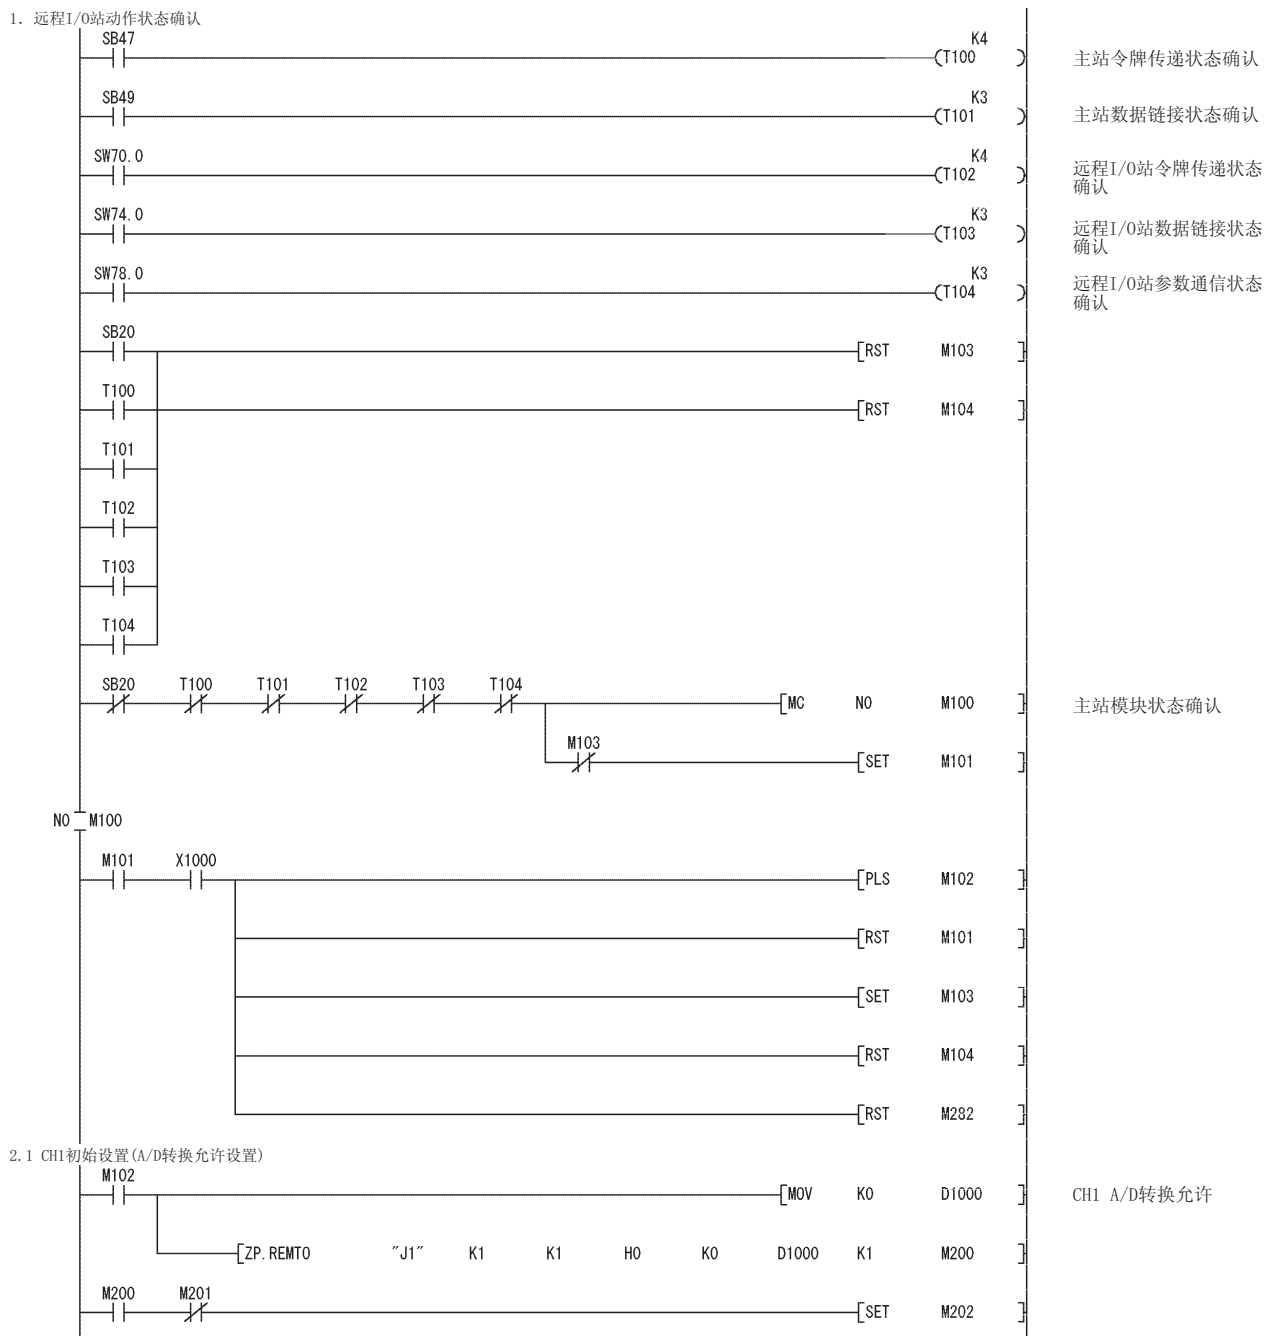 1. 远程I/O站动作状态确认
SB47 K4
T100 主站令牌传递状态确认
SB49 K3
T101 主站数据链接状态确认
SW70.0 K4
T102 远程I/O站令牌传递状态
确认
SW74.0 K3
T103 远程I/O站数据链接状态
确认
SW78.0 K3
T104 远程I/O站参数通信状态
确认
SB20
RST M103
T100
RST M104
T101
T102
T103
T104
SB20 T100 T101 T102 T103 T104
MC N0 M100 主站模块状态确认
M103
SET M101
N0 M100
M101 X1000
PLS M102
RST M101
SET M103
RST M104
RST M282
2.1 CH1初始设置(A/D转换允许设置)
M102
MOV K0 D1000 CH1 A/D转换允许
ZP.REMTO "J1" K1 K1 H0 K0 D1000 K1 M200
M200 M201
SET M202